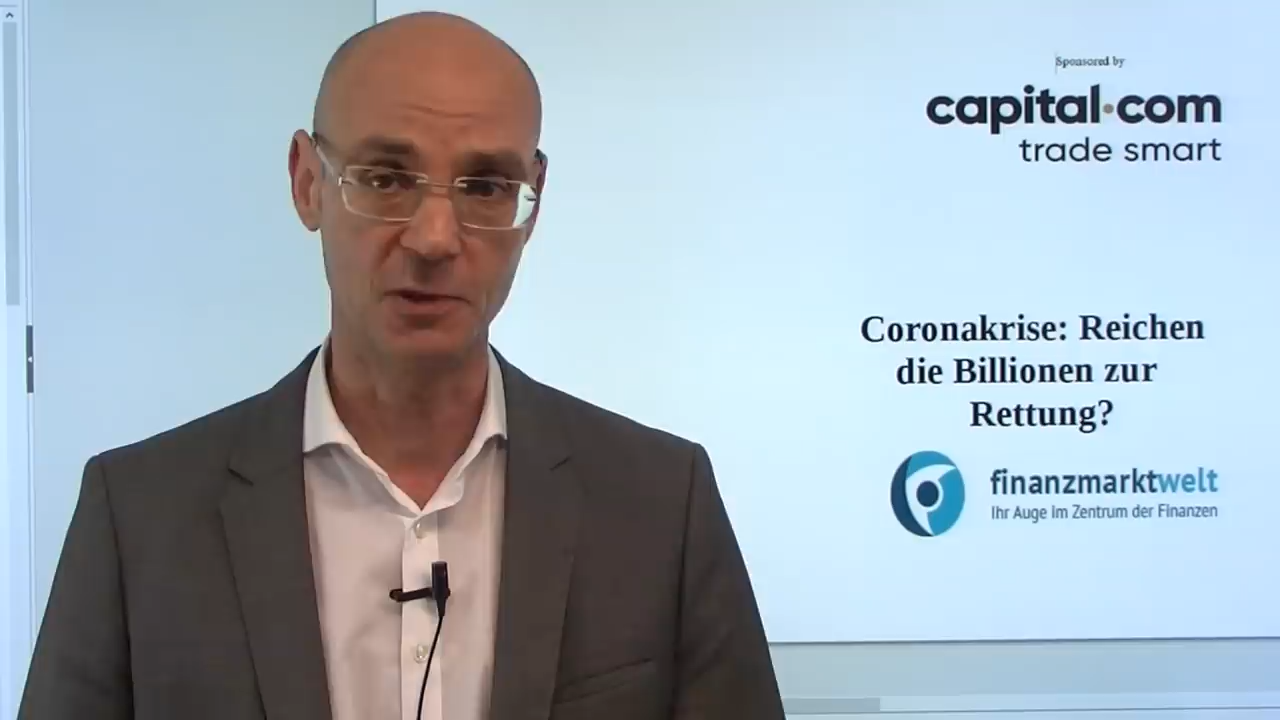 Sponsored by
capital.com
trade smart
Coronakrise: Reichen
die Billionen zur
Rettung?
finanzmarktwelt
Ihr Auge im Zentrum der Finanzen